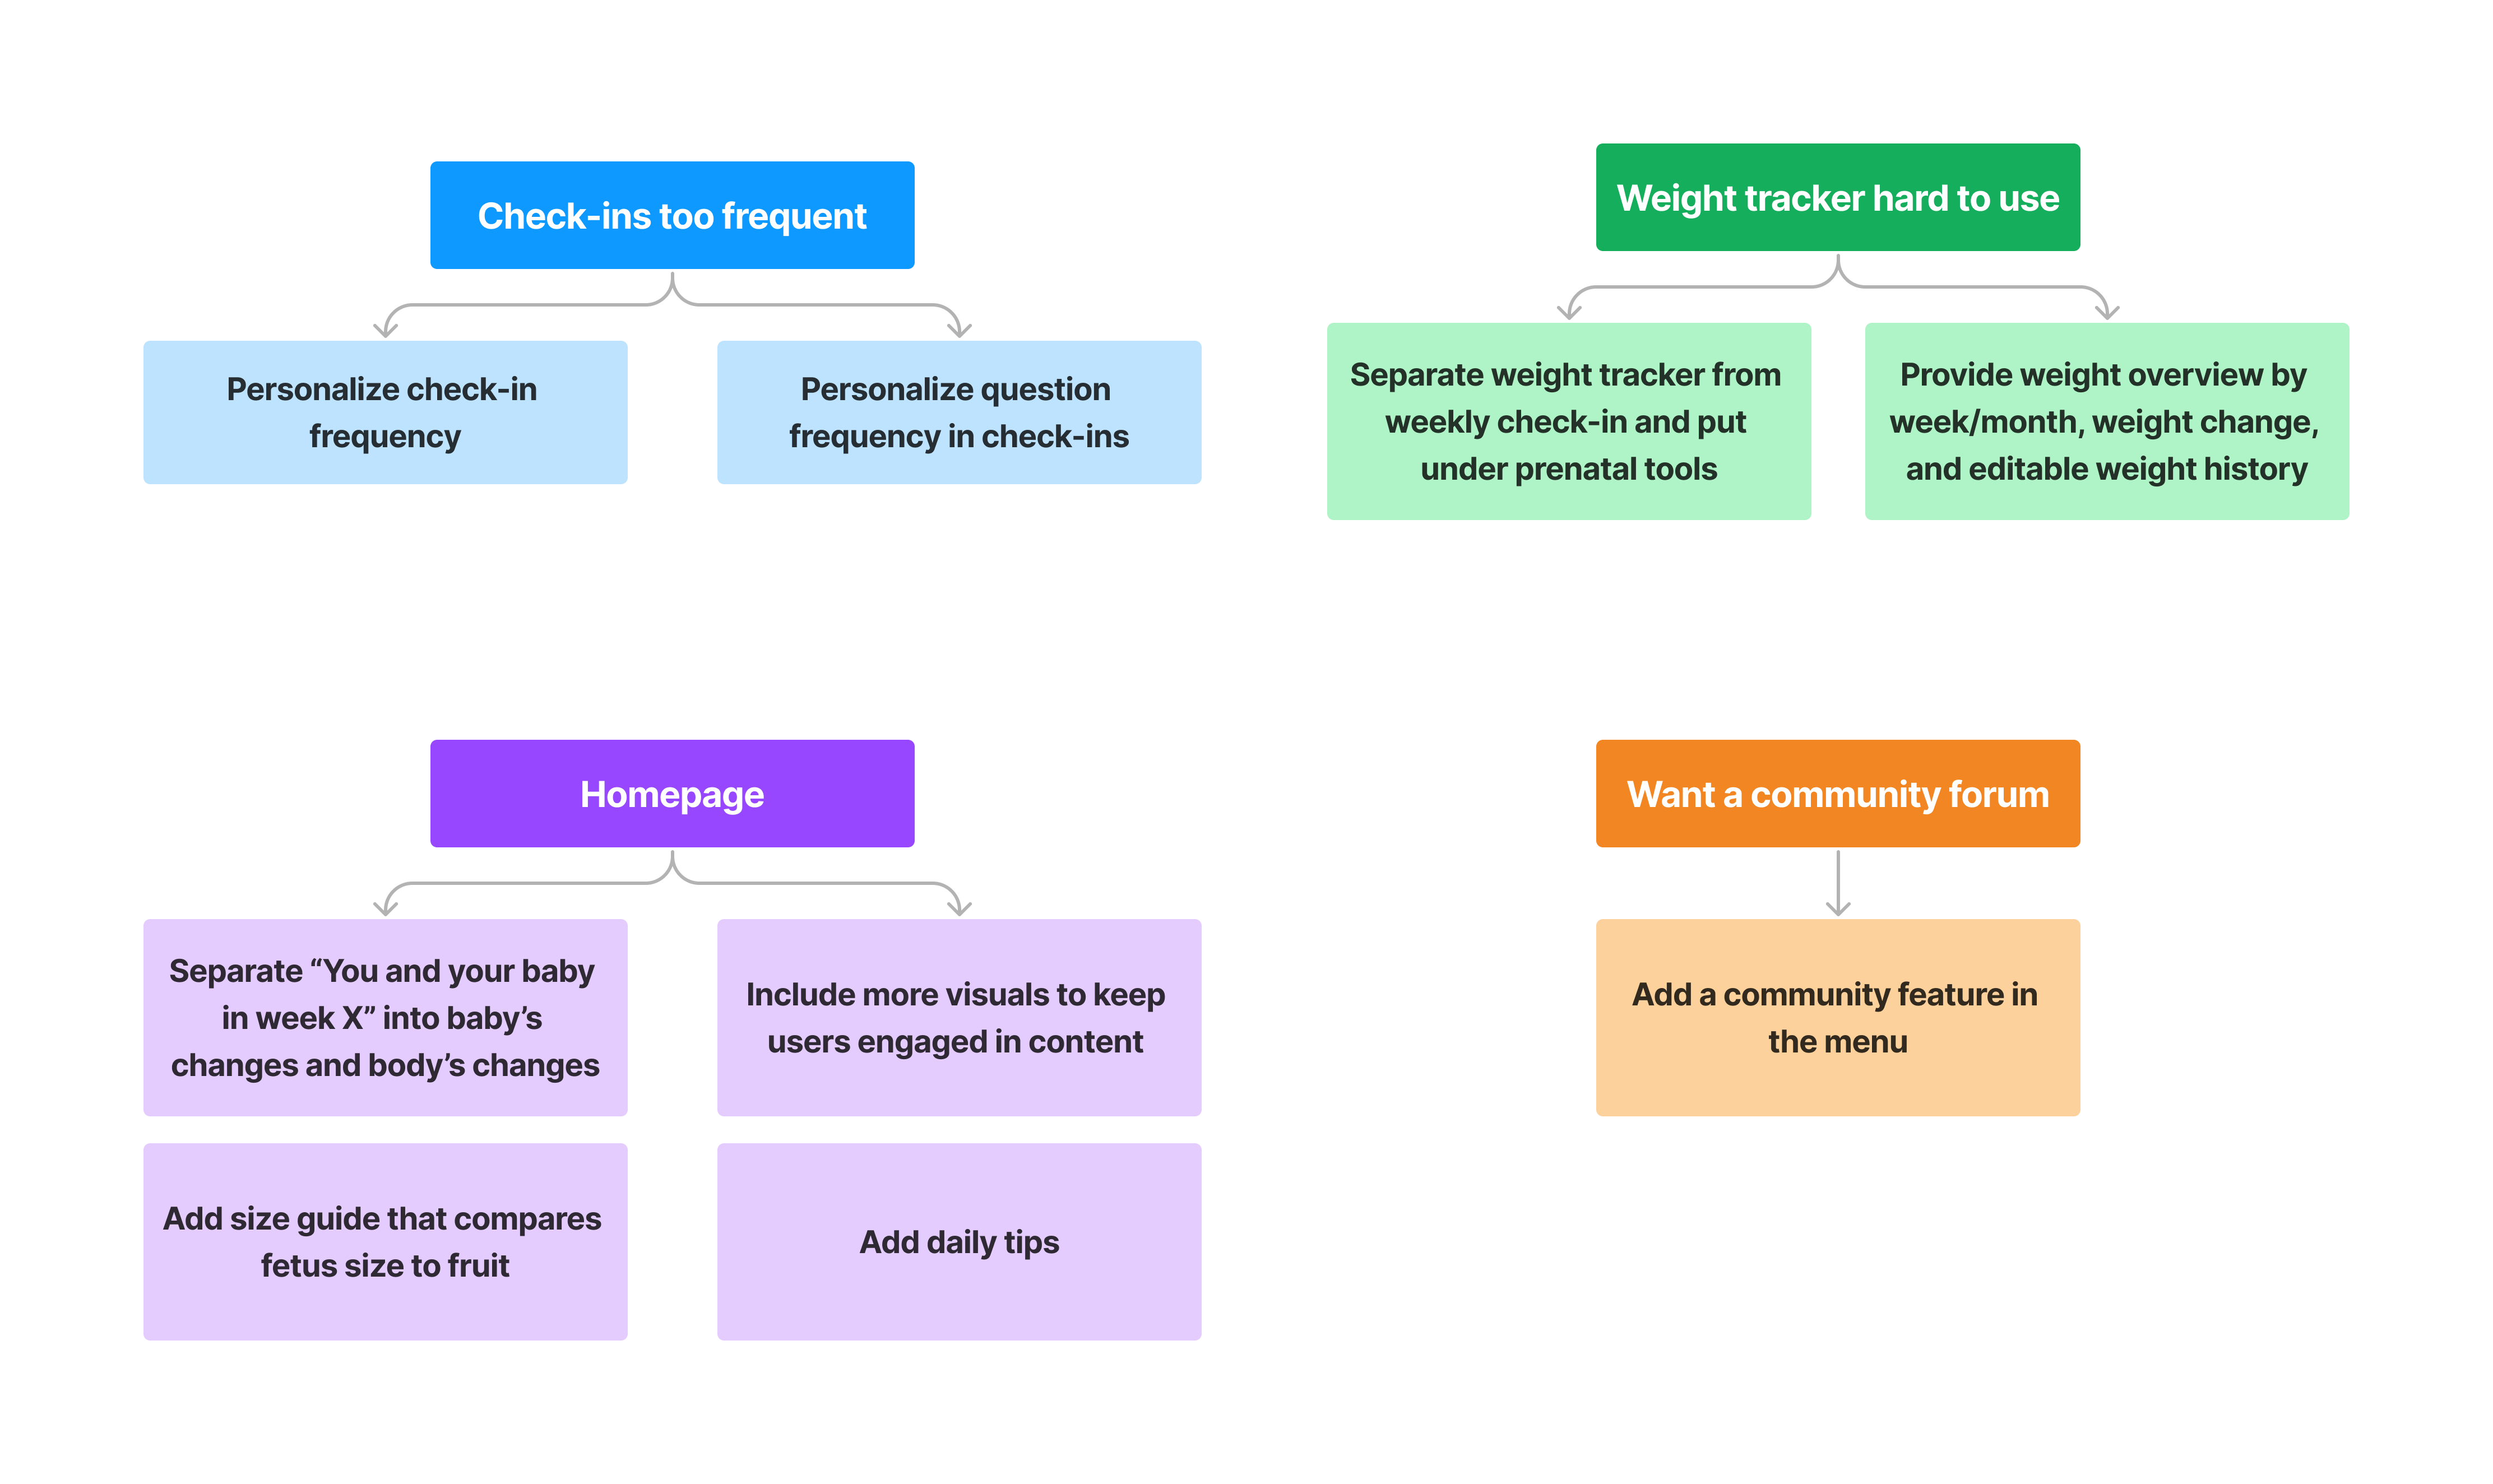 Check-ins too frequent
Personalize check-in
frequency
Personalize question
frequency in check-ins
Weight tracker hard to use
Separate weight tracker from
weekly check-in and put
under prenatal tools
Provide weight overview by
week/month, weight change,
and editable weight history
Homepage
Separate “You and your baby
in week X” into baby’s
changes and body’s changes
Include more visuals to keep
users engaged in content
Add size guide that compares
fetus size to fruit
Add daily tips
Want a community forum
Add a community feature in
the menu